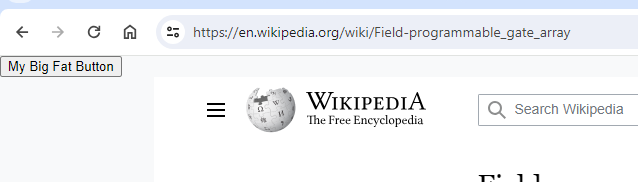 https://en.wikipedia.org/wiki/Field-programmable_gate_array
My Big Fat Button
WIKIPEDIA
The Free Encyclopedia
Search Wikipedia